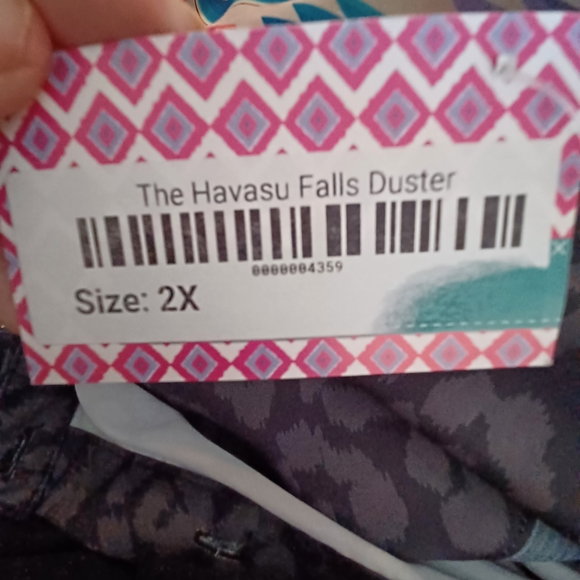 The Havasu Falls Duster
0000004359
Size: 2X